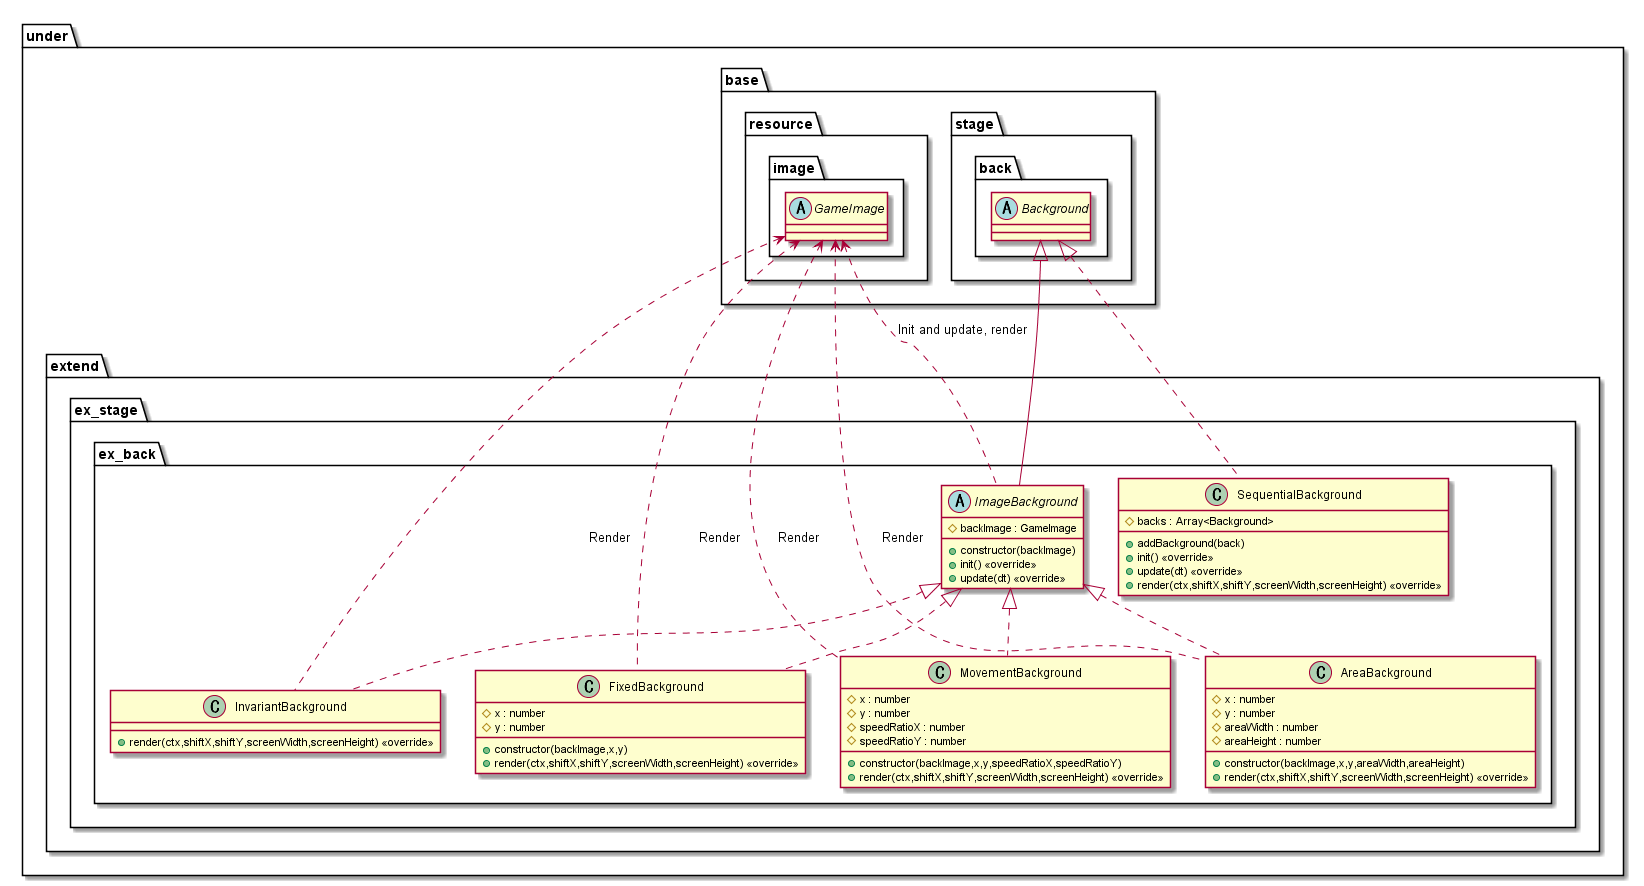 under
base
resource
stage
image
back
A GameImage
A Background
Init and update, render
extend
ex_stage
ex_back
A ImageBackground
backImage : GameImage
constructor(backImage)
init() «override»
update(dt) «override»
C SequentialBackground
backs : Array<Background>
addBackground(back)
init() «override»
update(dt) «override»
render(ctx,shiftX,shiftY,screenWidth,screenHeight) «override»
Render
Render
Render
Render
C InvariantBackground
render(ctx,shiftX,shiftY,screenWidth,screenHeight) «override»
C FixedBackground
x : number
y : number
constructor(backImage,x,y)
render(ctx,shiftX,shiftY,screenWidth,screenHeight) «override»
C MovementBackground
x : number
y : number
speedRatioX : number
speedRatioY : number
constructor(backImage,x,y,speedRatioX,speedRatioY)
render(ctx,shiftX,shiftY,screenWidth,screenHeight) «override»
C AreaBackground
x : number
y : number
areaWidth : number
areaHeight : number
constructor(backImage,x,y,areaWidth,areaHeight)
render(ctx,shiftX,shiftY,screenWidth,screenHeight) «override»